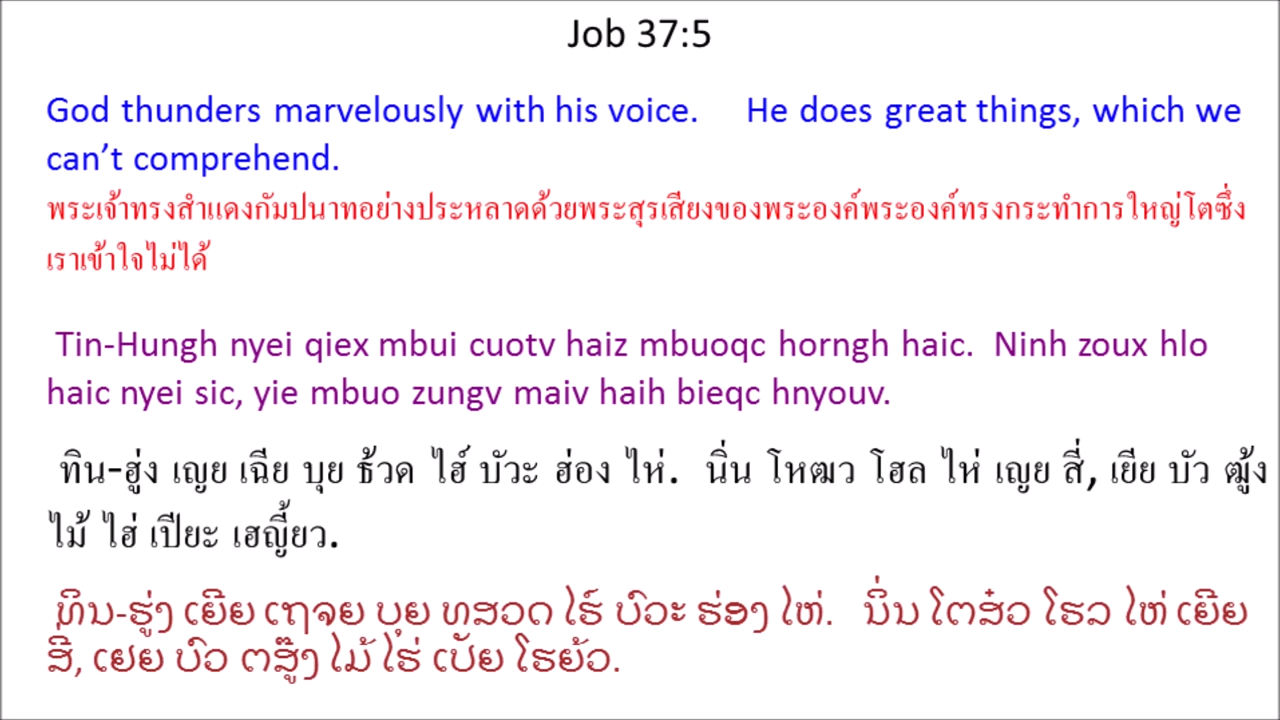 Job 37:5
God thunders marvelously with his voice. He does great things, which we
can’t comprehend.
พระเจ้าทรงสำแดงกัมปนาทอย่างประหลาดด้วยพระสุรเสียงของพระองค์พระองค์ทรงกระทำการใหญ่โตซึ่ง
เราเข้าใจไม่ได้
Tin-Hungh nyei qiex mbui cuotv haiz mbuoqc horngh haic. Ninh zoux hlo
haic nyei sic, yie mbuo zungv maiv haih bieqc hnyouv.
ทิน-ฮู่ง เญย เฉีย บุย ธ้วด ไฮ์ บัวะ ฮ่อง ไห่. นิ่น โหฒว โฮล ไห่ เญย สี่, เยีย บัว ฒู้ง
ไม้ ไฮ่ เปียะ เฮญี้ยว.
ທິນ-ຮູ່ງ ເຍີຍ ເຖຈຍ ບຸຍ ທສວດ ໄຮ໌ ບົວະ ຮ່ອງ ໄຫ່. ນິ່ນ ໂຕສ໋ວ ໂຮລ ໄຫ່ ເຍີຍ
ສີ່, ເຢຍ ບົວ ຕສູ໊ງ ໄມ້ ໄຮ່ ເປັຍ ໂຮຍ້ວ.